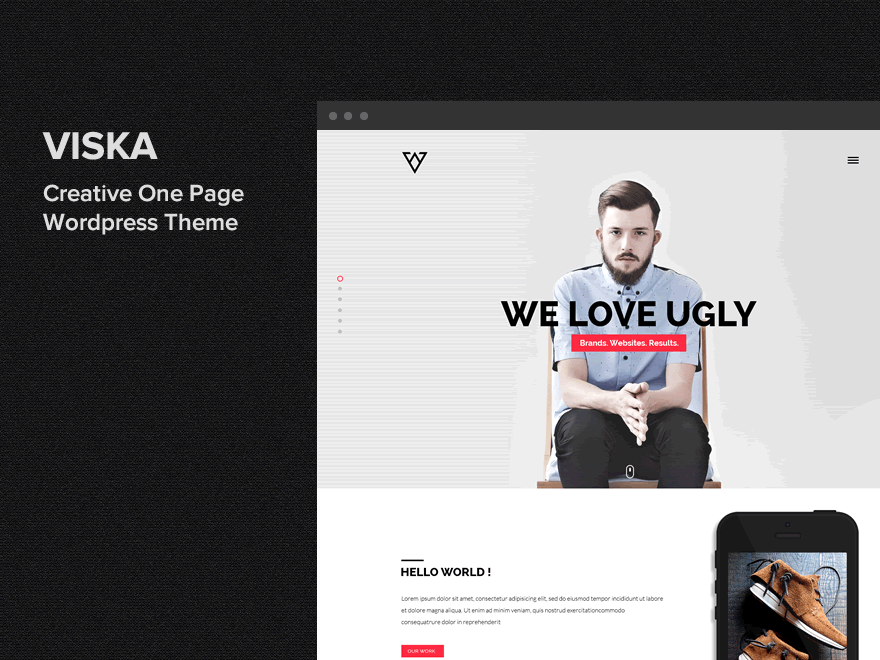 VISKA
Creative One Page
Wordpress Theme
WE LOVE UGLY
Brands. Websites. Results.
HELLO WORLD !
Lorem ipsum dolor sit amet, consectetur adipisicing elit, sed do eiusmod tempor incididunt ut labore
et dolore magna aliqua. Ut enim ad minim veniam, quis nostrud exercitationcommodo
consequatrure dolor in reprehenderit
OUR WORK